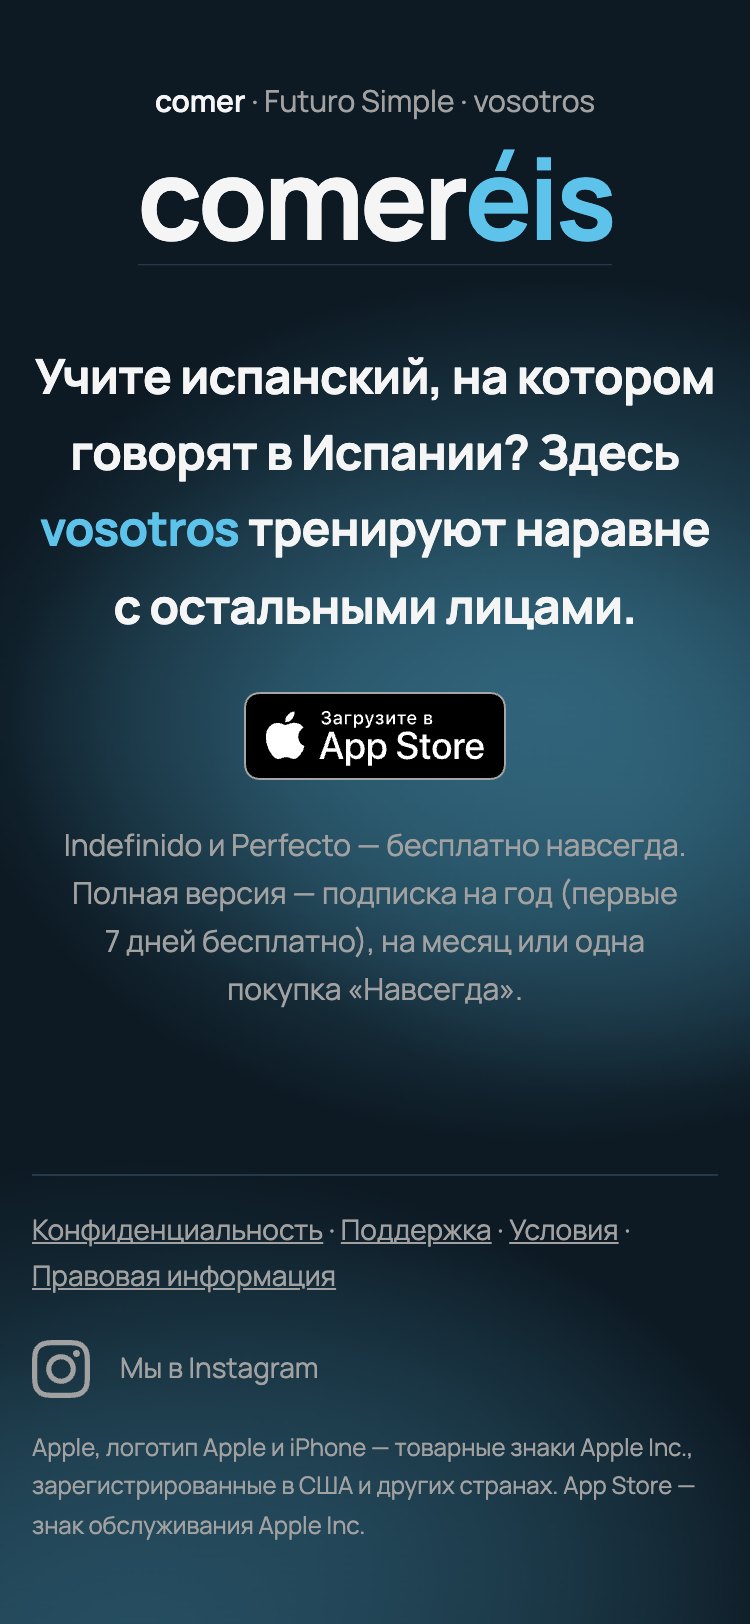 comer · Futuro Simple · vosotros
comeréis
Учите испанский, на котором
говорят в Испании? Здесь
vosotros тренируют наравне
с остальными лицами.
Загрузите в
App Store
Indefinido и Perfecto — бесплатно навсегда.
Полная версия — подписка на год (первые
7 дней бесплатно), на месяц или одна
покупка «Навсегда».
Конфиденциальность · Поддержка · Условия ·
Правовая информация
Мы в Instagram
Apple, логотип Apple и iPhone — товарные знаки Apple Inc.,
зарегистрированные в США и других странах. App Store —
знак обслуживания Apple Inc.